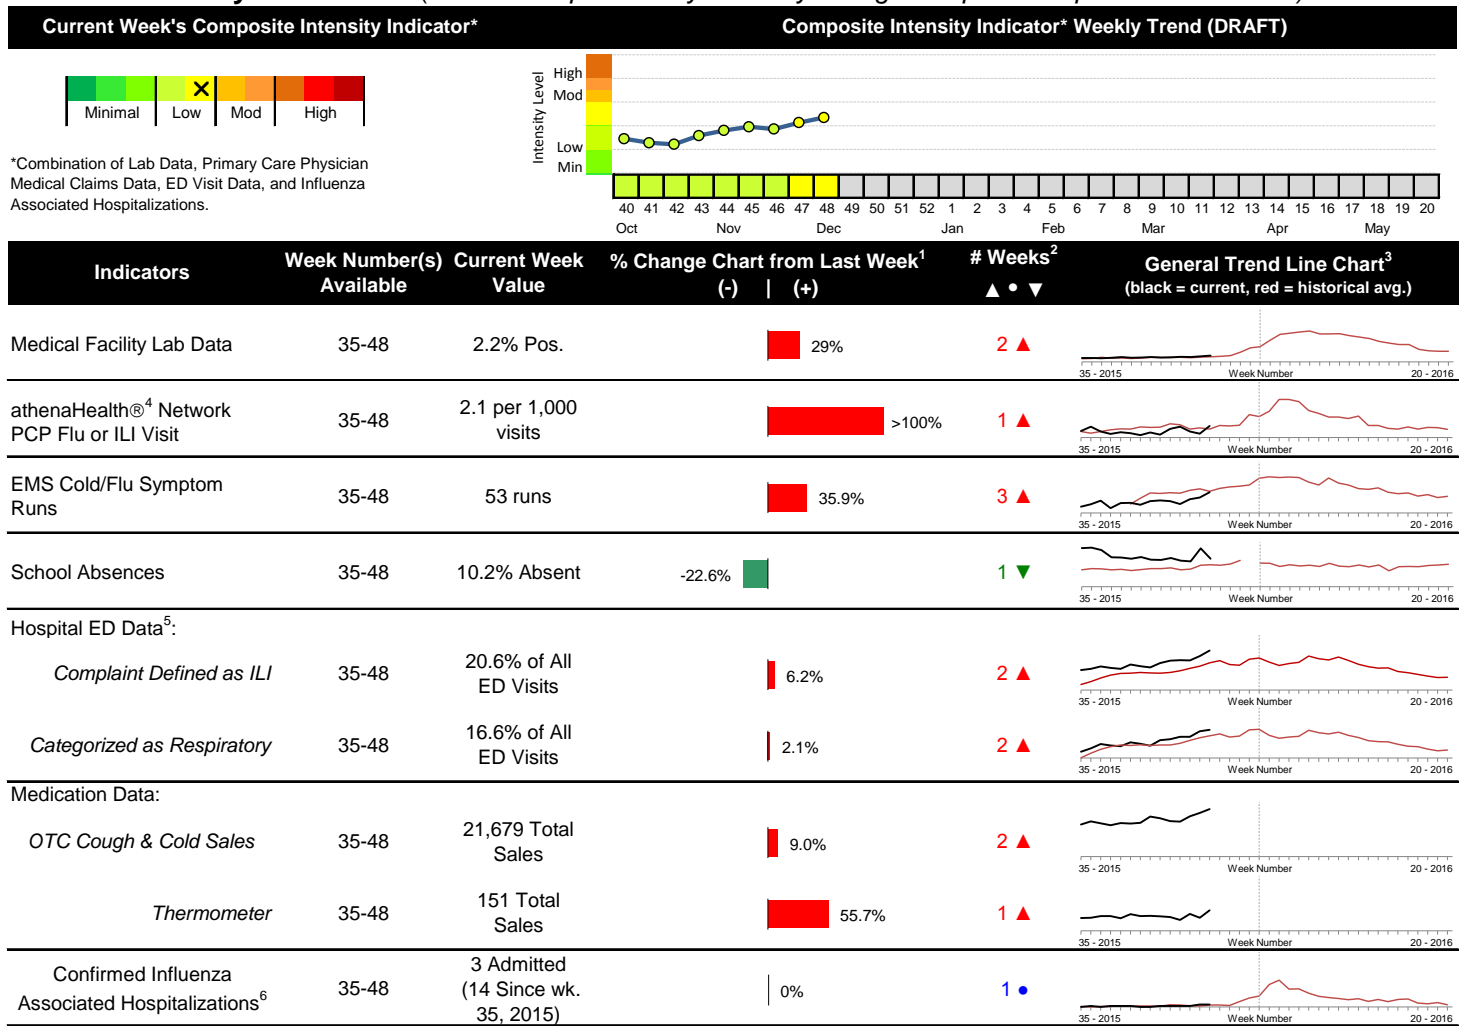 Current Week's Composite Intensity Indicator*
Composite Intensity Indicator* Weekly Trend (DRAFT)
Minimal Low Mod High
*Combination of Lab Data, Primary Care Physician
Medical Claims Data, ED Visit Data, and Influenza
Associated Hospitalizations.
Intensity Level
High
Mod
Low
Min
40 41 42 43 44 45 46 47 48 49 50 51 52 1 2 3 4 5 6 7 8 9 10 11 12 13 14 15 16 17 18 19 20
Oct Nov Dec Jan Feb Mar Apr May
Indicators
Week Number(s)
Available
Current Week
Value
% Change Chart from Last Week1
(-) | (+)
# Weeks2
▲ ● ▼
General Trend Line Chart3
(black = current, red = historical avg.)
Medical Facility Lab Data 35-48 2.2% Pos. 29% 2 ▲
35 - 2015 Week Number 20 - 2016
athenaHealth®4 Network
PCP Flu or ILI Visit
35-48
2.1 per 1,000
visits
>100% 1 ▲
35 - 2015 Week Number 20 - 2016
EMS Cold/Flu Symptom
Runs
35-48 53 runs 35.9% 3 ▲
35 - 2015 Week Number 20 - 2016
School Absences 35-48 10.2% Absent -22.6% 1 ▼
35 - 2015 Week Number 20 - 2016
Hospital ED Data5:
Complaint Defined as ILI 35-48
20.6% of All
ED Visits
6.2% 2 ▲
35 - 2015 Week Number 20 - 2016
Categorized as Respiratory 35-48
16.6% of All
ED Visits
2.1% 2 ▲
35 - 2015 Week Number 20 - 2016
Medication Data:
OTC Cough & Cold Sales 35-48
21,679 Total
Sales
9.0% 2 ▲
35 - 2015 Week Number 20 - 2016
Thermometer 35-48
151 Total
Sales
55.7% 1 ▲
35 - 2015 Week Number 20 - 2016
Confirmed Influenza
Associated Hospitalizations6
35-48
3 Admitted
(14 Since wk.
35, 2015)
0% 1 ●
35 - 2015 Week Number 20 - 2016